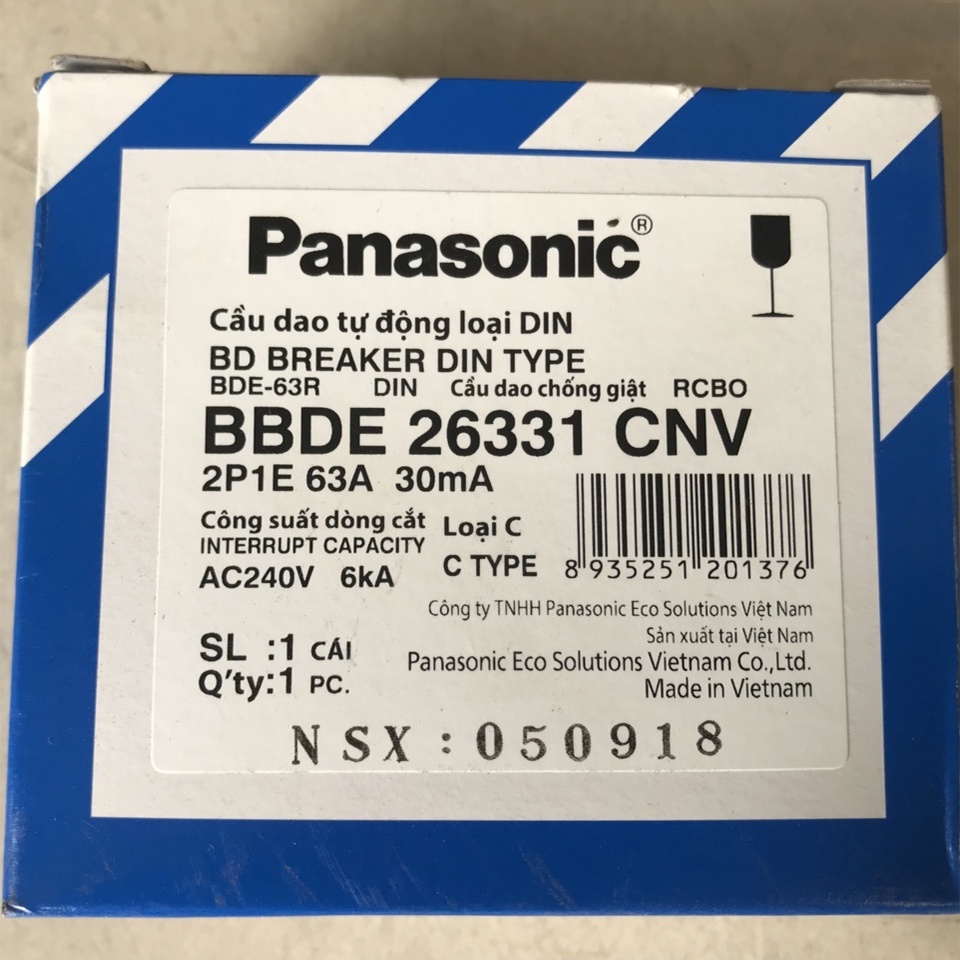 Panasonic®
Cầu dao tự động loại DIN
BD BREAKER DIN TYPE
BDE-63R DIN Cầu dao chống giật RCBO
BBDE 26331 CNV
2P1E 63A 30mA
Công suất dòng cắt Loại C
INTERRUPT CAPACITY
AC240V 6kA C TYPE 8 935251 201376
Công ty TNHH Panasonic Eco Solutions Việt Nam
Sản xuất tại Việt Nam
SL :1 CÁI Panasonic Eco Solutions Vietnam Co.,Ltd.
Q'ty:1 PC. Made in Vietnam
NSX : 050918